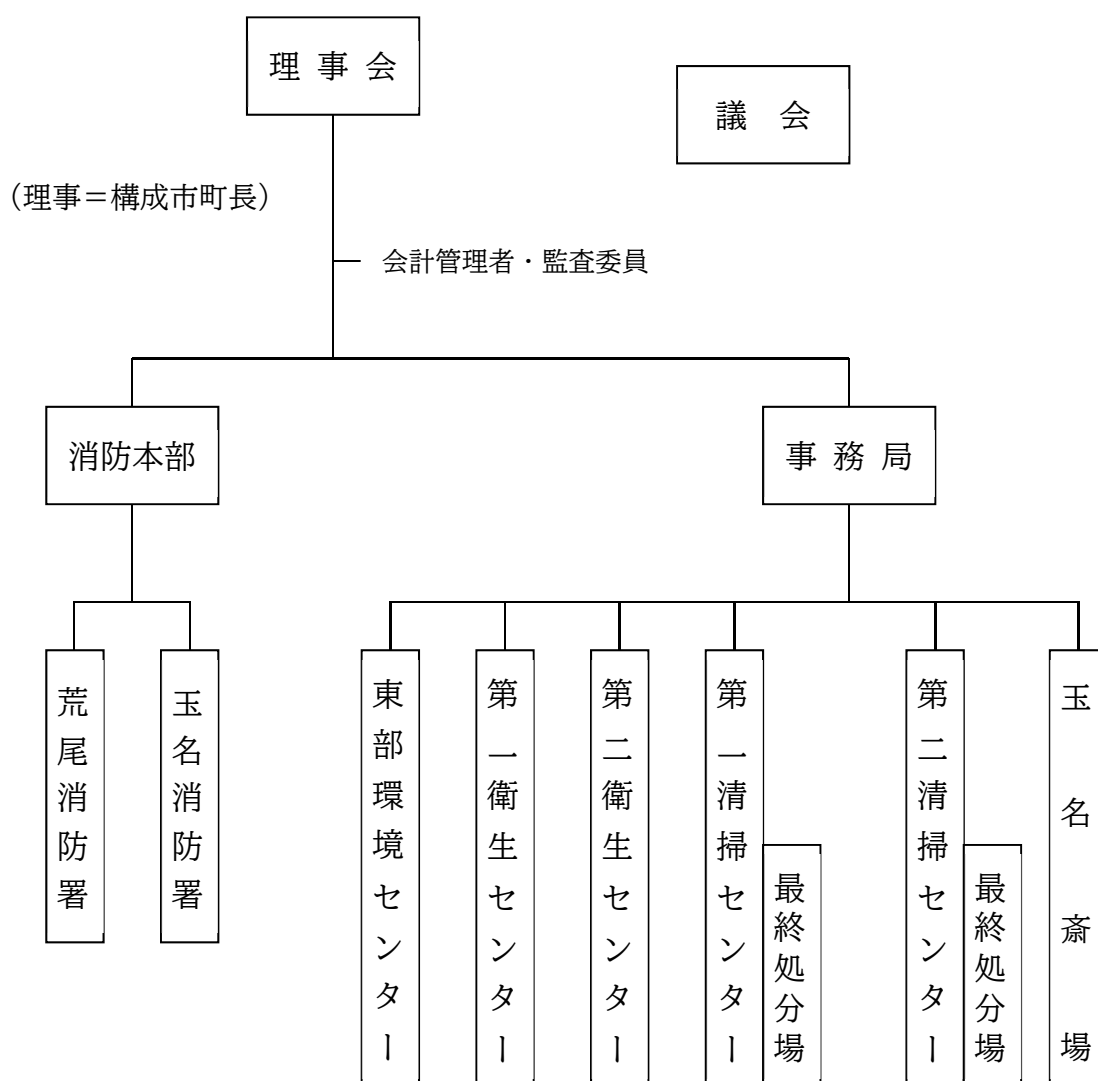 理事会
議会
（理事＝構成市町長）
会計管理者・監査委員
消防本部
事務局
荒尾消防署
玉名消防署
東部環境センター
第一衛生センター
第二衛生センター
第一清掃センター
最終処分場
第二清掃センター
最終処分場
玉名斎場